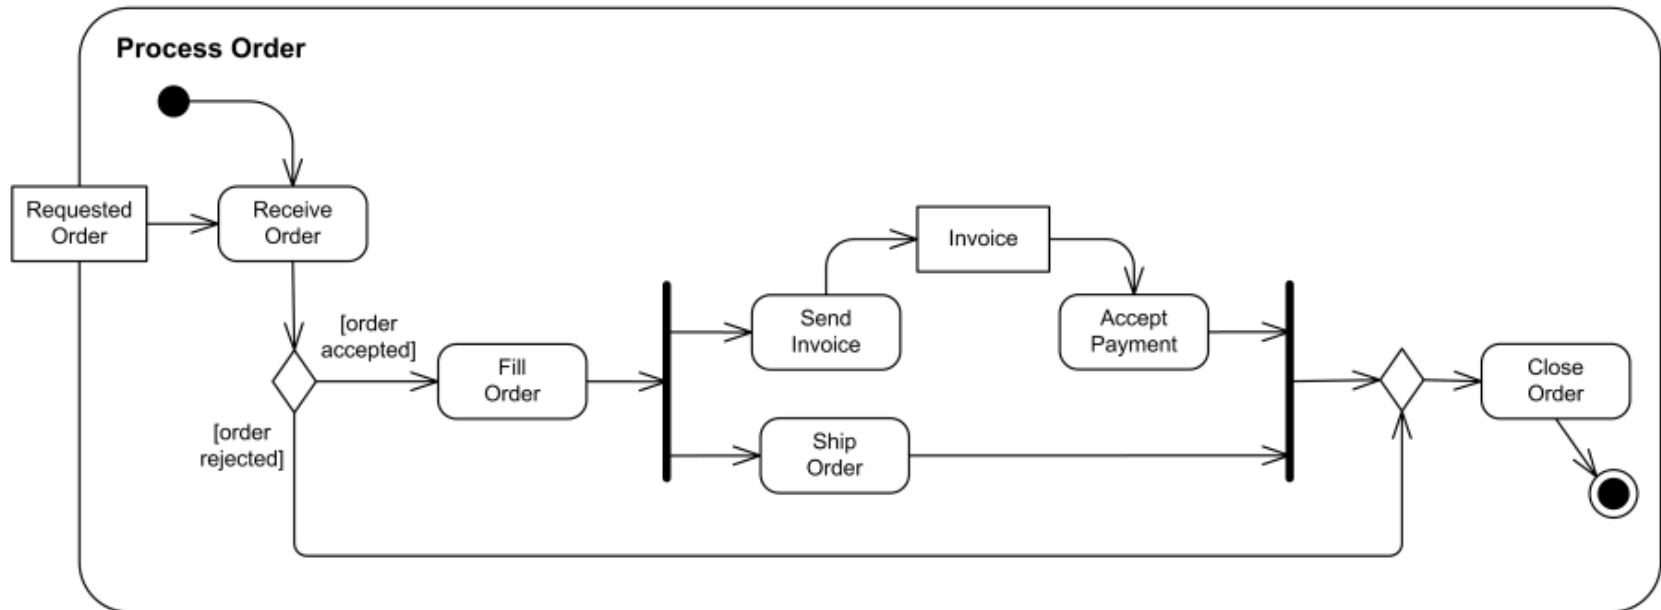 Process Order
Requested
Order
Receive
Order
[order
accepted]
[order
rejected]
Fill
Order
Send
Invoice
Invoice
Accept
Payment
Ship
Order
Close
Order